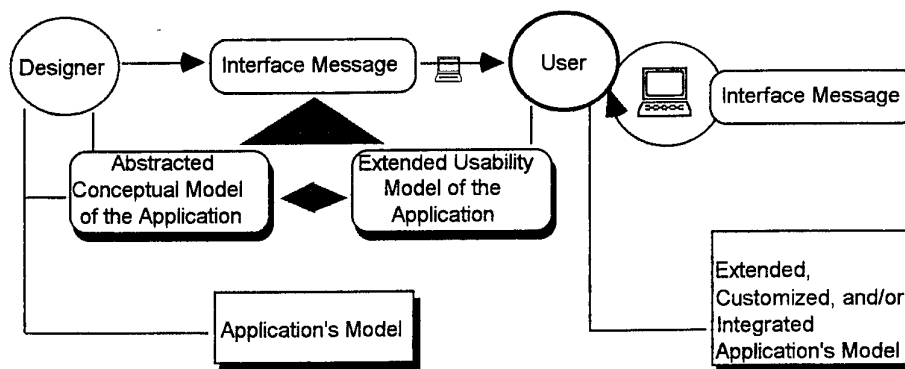 Designer
Interface Message
User
Interface Message
Abstracted
Conceptual Model
of the Application
Extended Usability
Model of the
Application
Application's Model
Extended,
Customized, and/or
Integrated
Application's Model